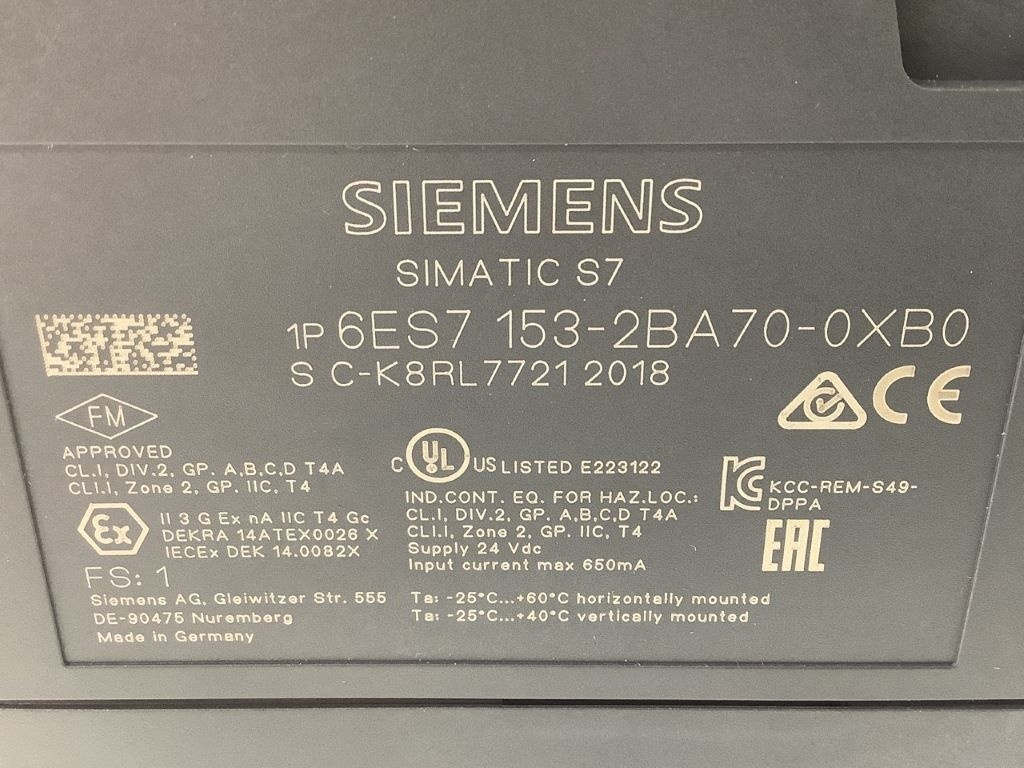 SIEMENS
SIMATIC S7
1P 6ES7 153-2BA70-0XB0
S C-K8RL7721 2018
FM
APPROVED
CL.I, DIV.2, GP. A,B,C,D T4A
CLI.I, Zone 2, GP. IIC, T4
Ex
II 3 G Ex nA IIC T4 Gc
DEKRA 14ATEX0026 X
IECEx DEK 14.0082X
FS: 1
Siemens AG, Gleiwitzer Str. 555
DE-90475 Nuremberg
Made in Germany
C UL US LISTED E223122
IND.CONT. EQ. FOR HAZ.LOC.:
CL.I, DIV.2, GP. A,B,C,D T4A
CLI.I, Zone 2, GP. IIC, T4
Supply 24 Vdc
Input current max 650mA
Ta: -25°C...+60°C horizontally mounted
Ta: -25°C...+40°C vertically mounted
CE
KCC-REM-S49-
DPPA
EAC